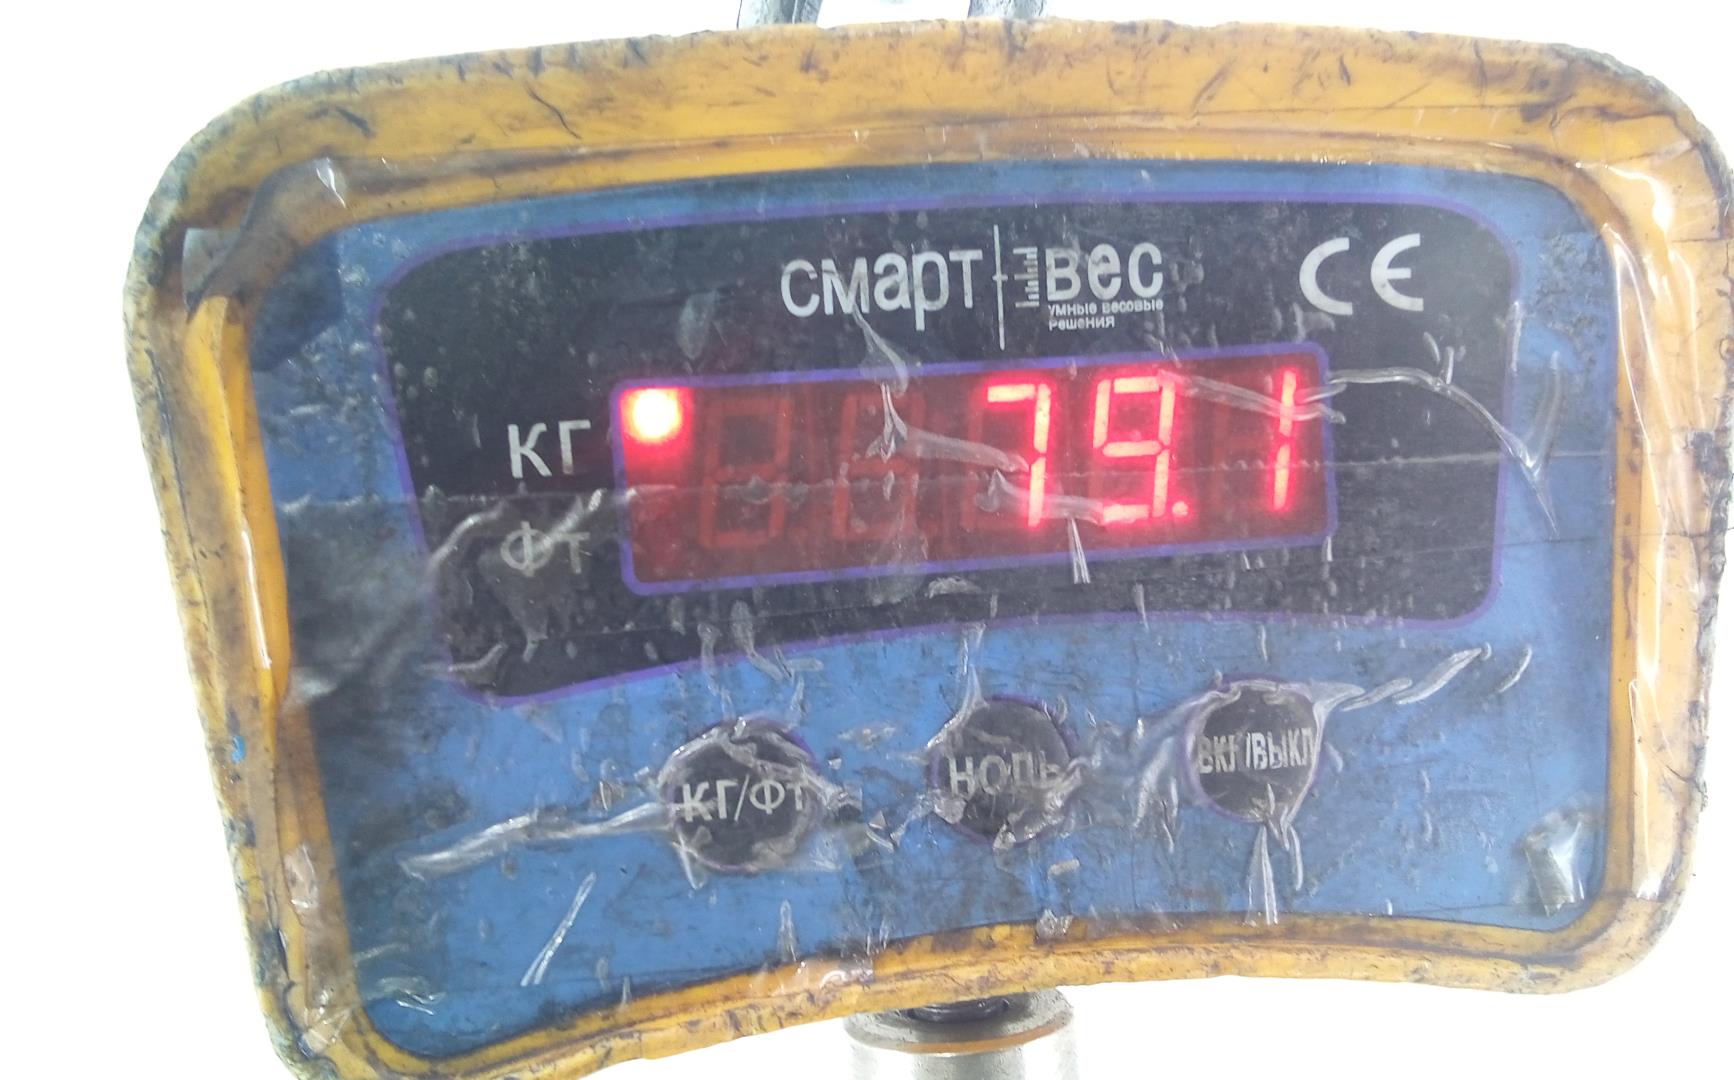 смарт вес
умные весовые
решения
CE
КГ
79.1
ФТ
КГ/ФТ
НОЛЬ
ВКЛ/ВЫКЛ